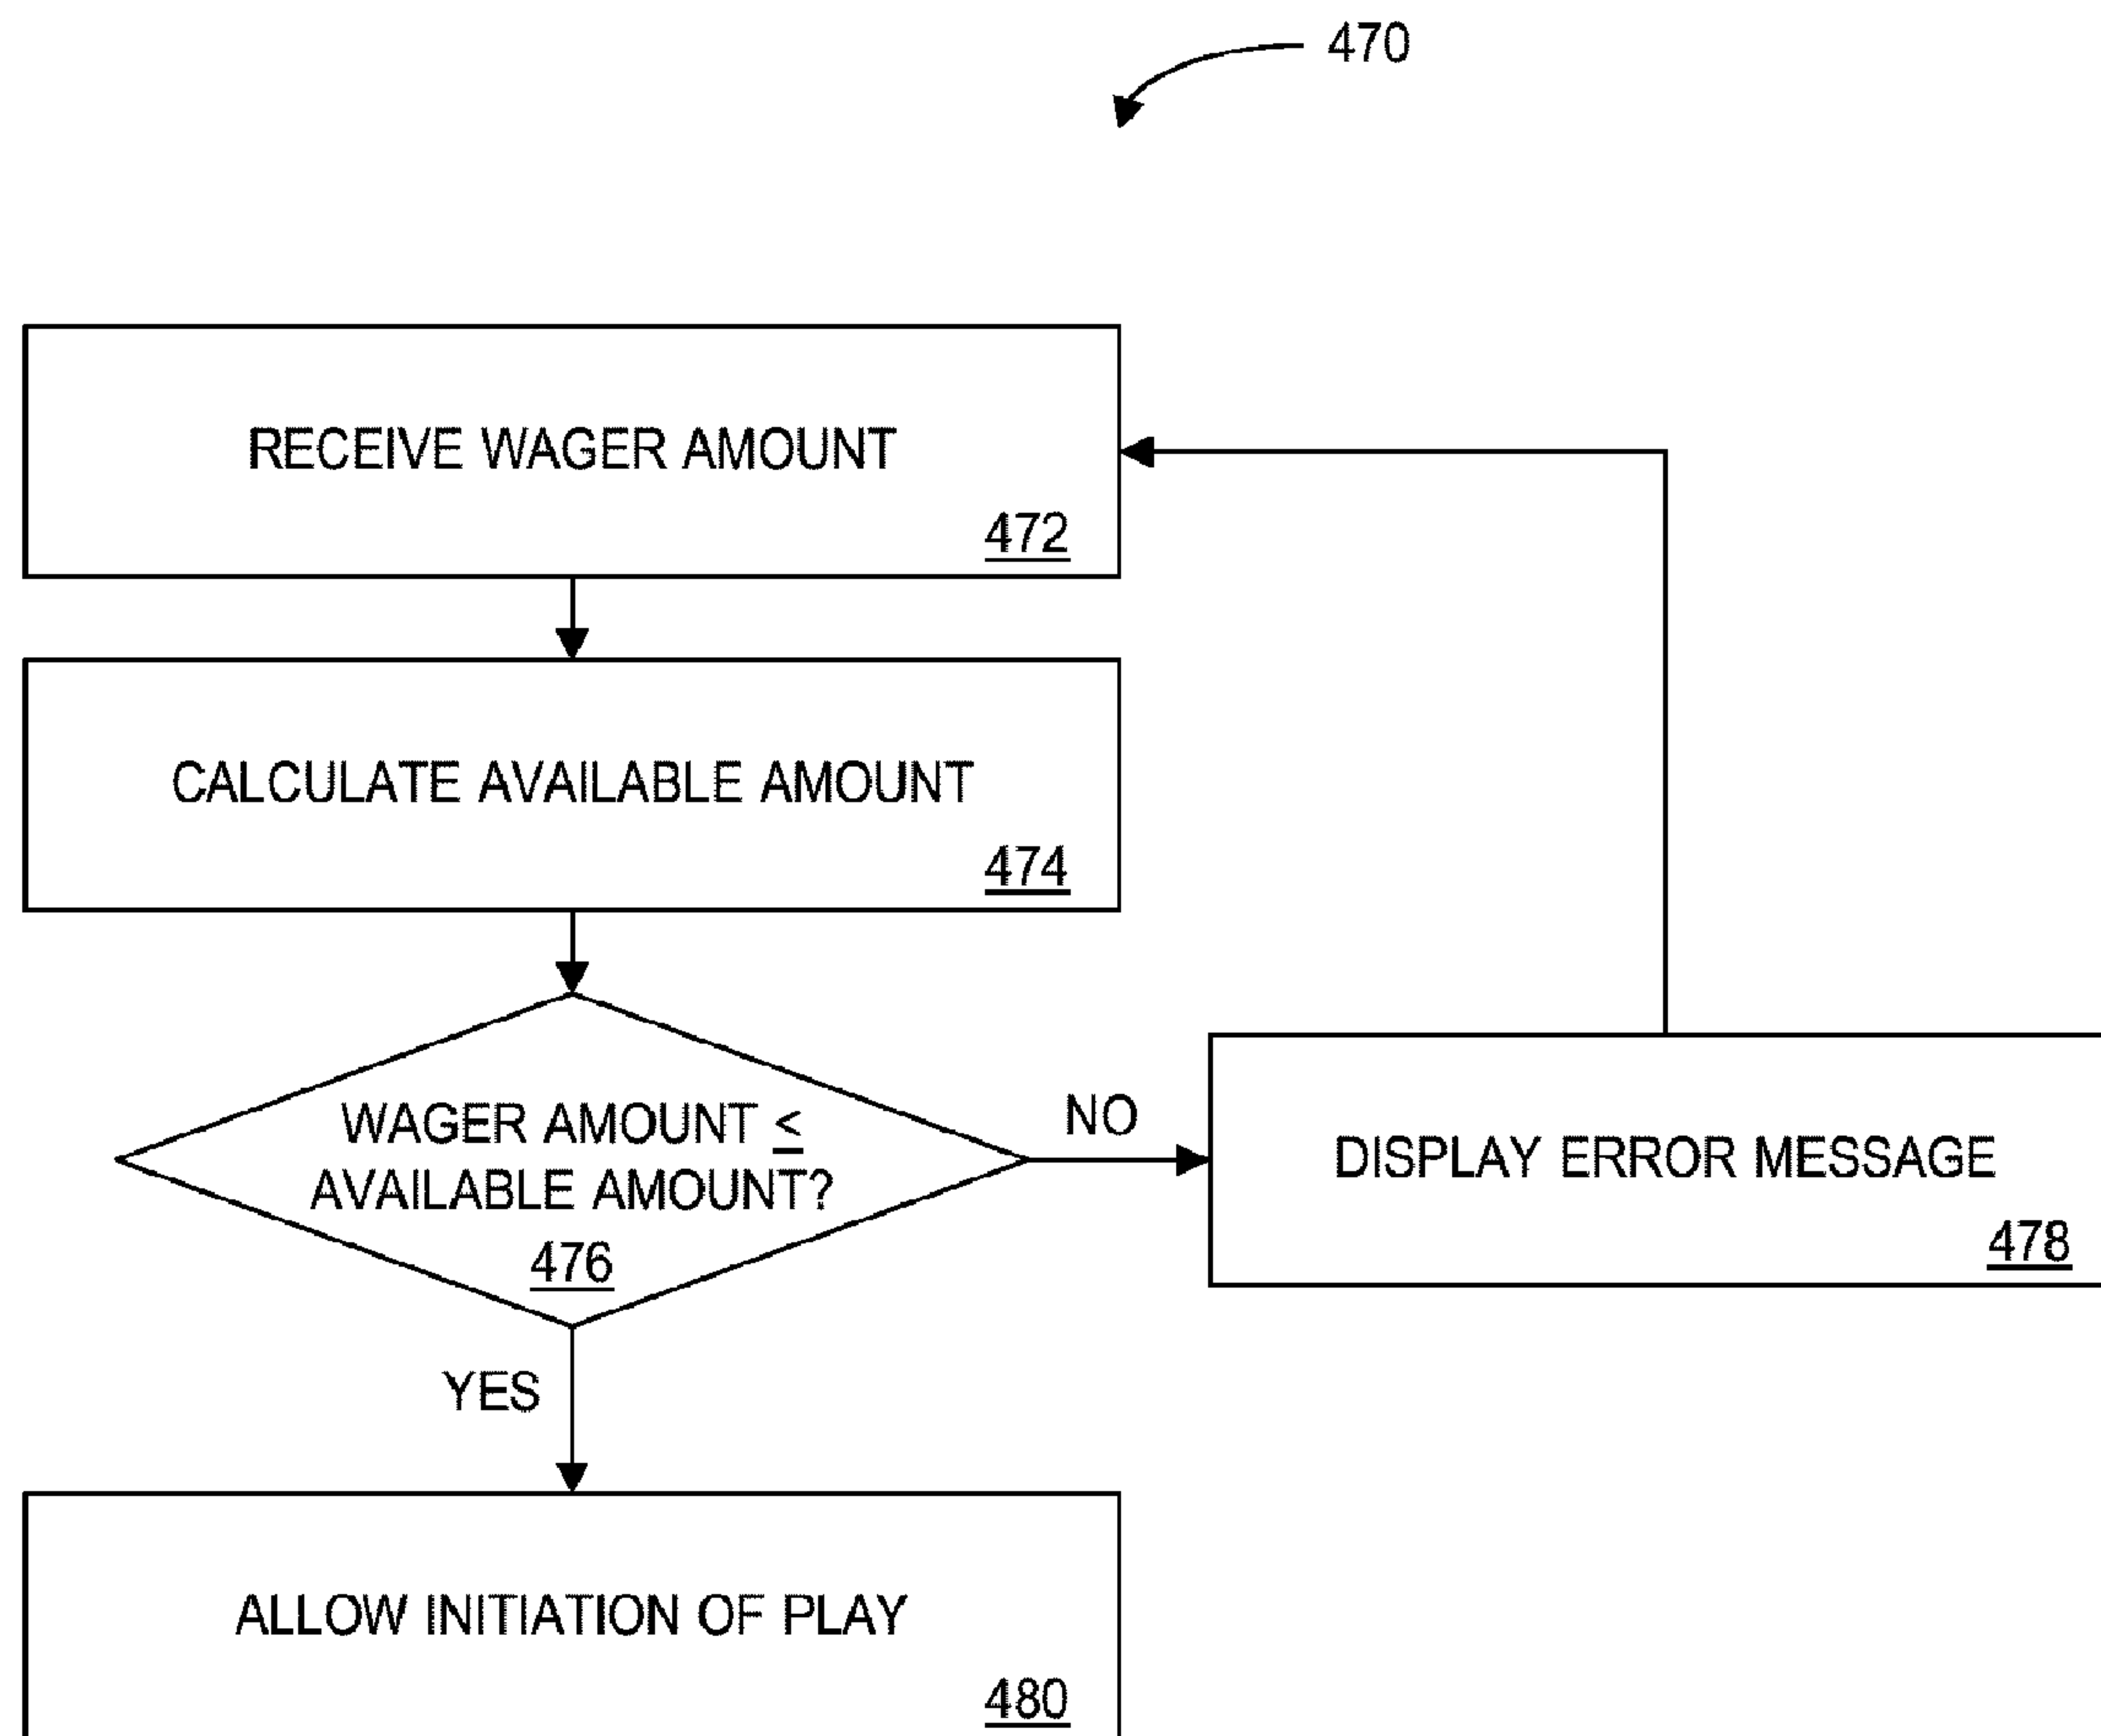 470
RECEIVE WAGER AMOUNT
472
CALCULATE AVAILABLE AMOUNT
474
WAGER AMOUNT ≤
AVAILABLE AMOUNT?
476
NO
DISPLAY ERROR MESSAGE
478
YES
ALLOW INITIATION OF PLAY
480